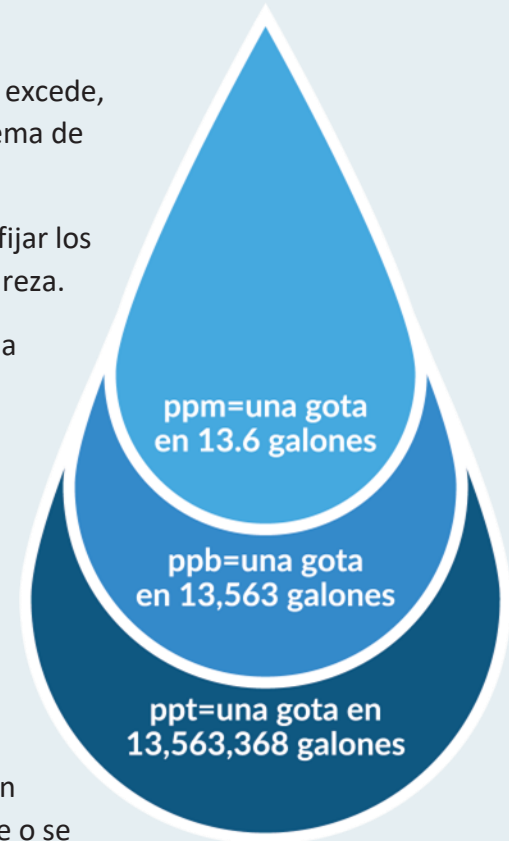 excede,
ema de
fijar los
reza.
a
ppm=una gota
en 13.6 galones
ppb=una gota
en 13,563 galones
ppt=una gota en
13,563,368 galones
n
e o se